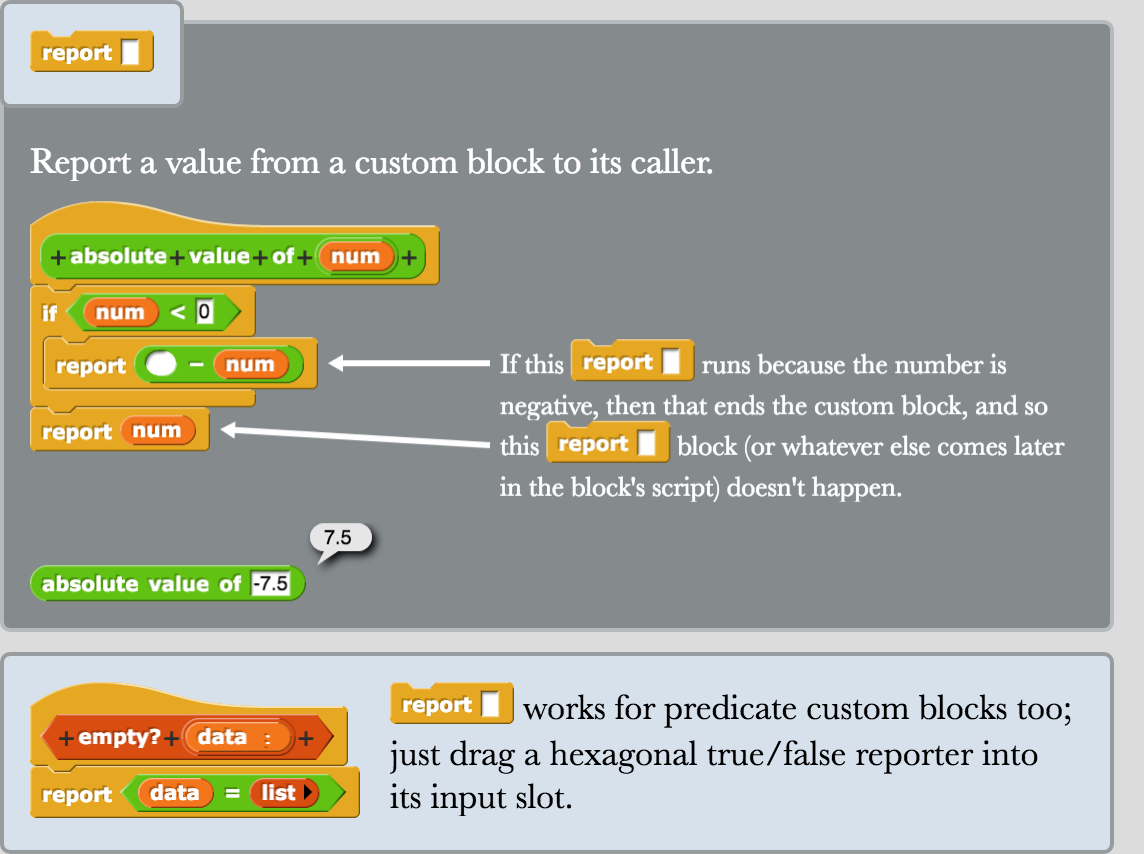 report
Report a value from a custom block to its caller.
+ absolute + value + of + num +
if num < 0
report − num
If this report runs because the number is
negative, then that ends the custom block, and so
report num
this report block (or whatever else comes later
in the block's script) doesn't happen.
7.5
absolute value of -7.5
+ empty? + data : +
report data = list
report works for predicate custom blocks too;
just drag a hexagonal true/false reporter into
its input slot.